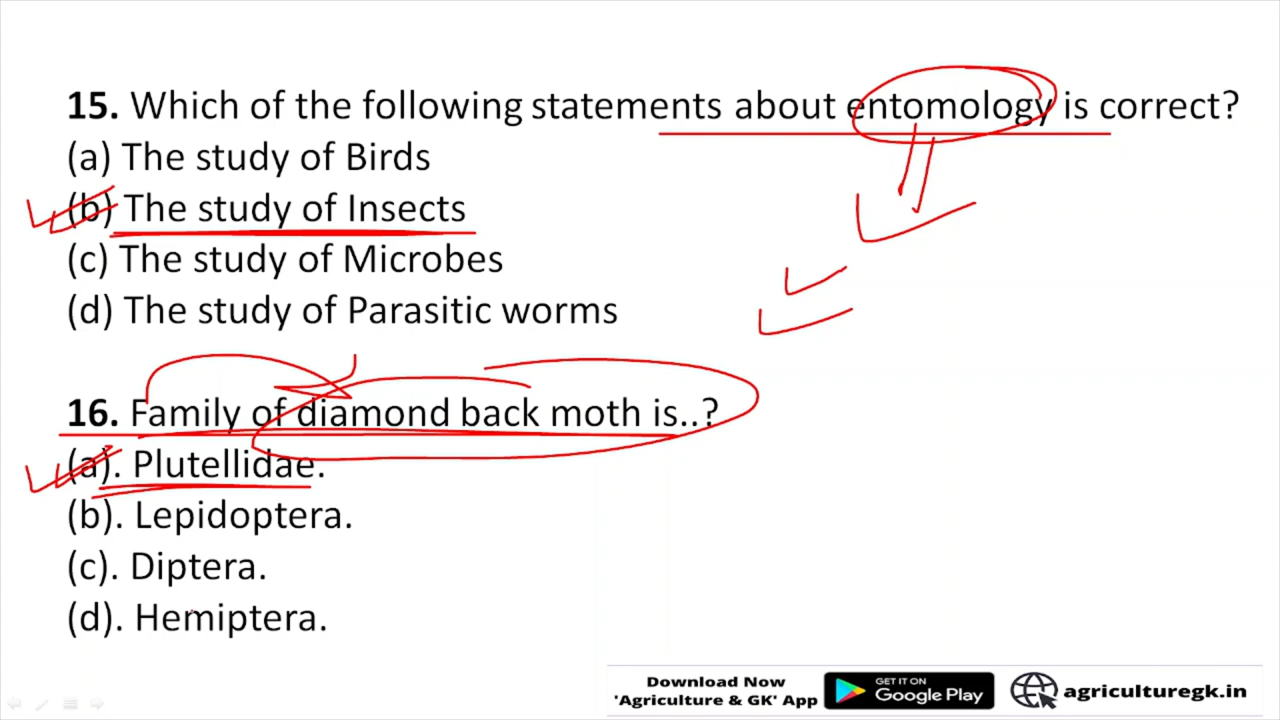 15. Which of the following statements about entomology is correct?
(a) The study of Birds
(b) The study of Insects
(c) The study of Microbes
(d) The study of Parasitic worms
16. Family of diamond back moth is..?
(a). Plutellidae.
(b). Lepidoptera.
(c). Diptera.
(d). Hemiptera.
Download Now
'Agriculture & GK' App
GET IT ON
Google Play
agriculturegk.in